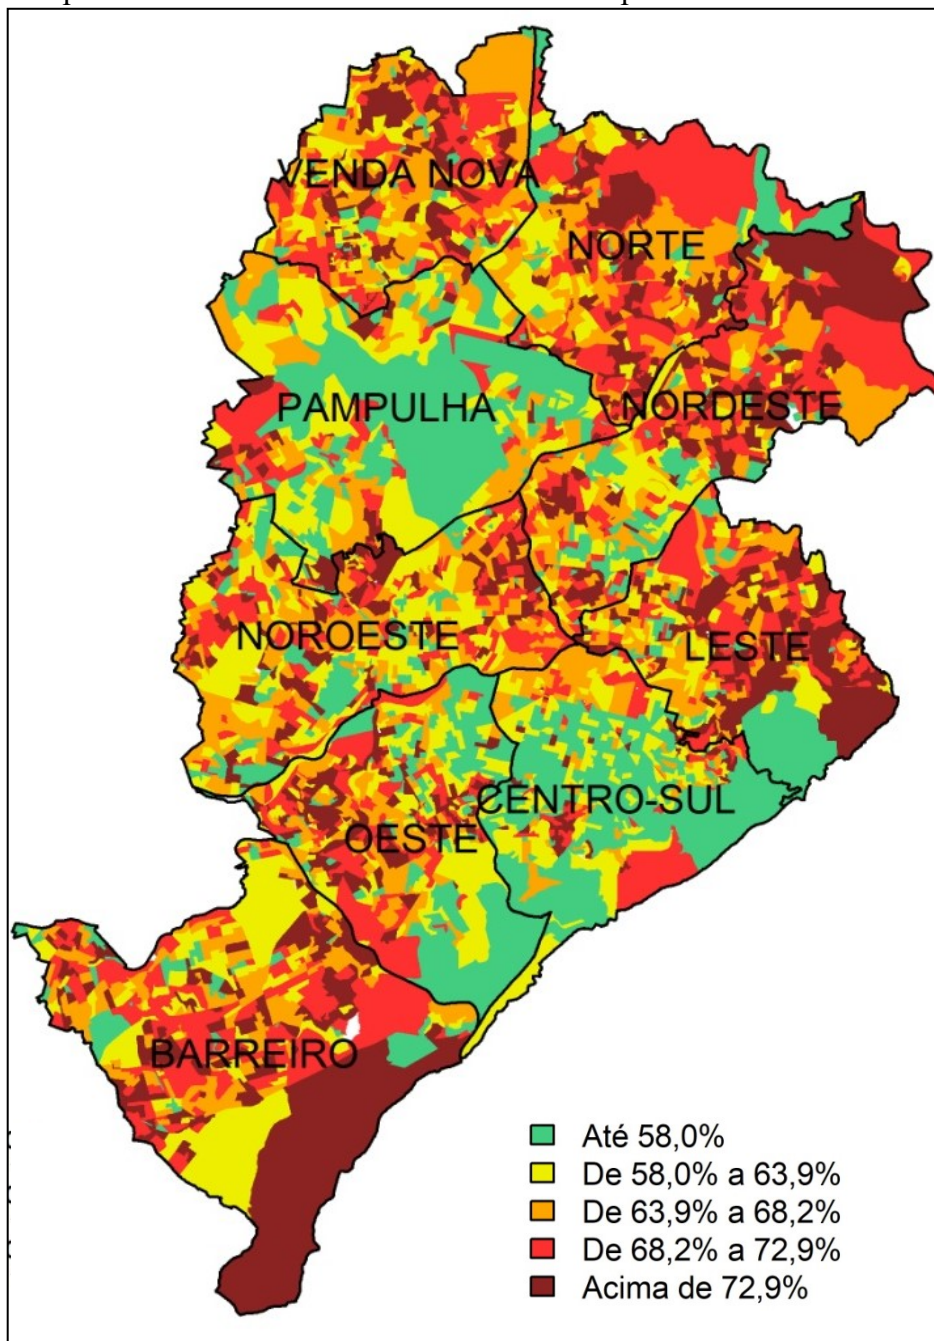 VENDA NOVA
NORTE
PAMPULHA
NORDESTE
NOROESTE
LESTE
CENTRO-SUL
OESTE
BARREIRO
Até 58,0%
De 58,0% a 63,9%
De 63,9% a 68,2%
De 68,2% a 72,9%
Acima de 72,9%